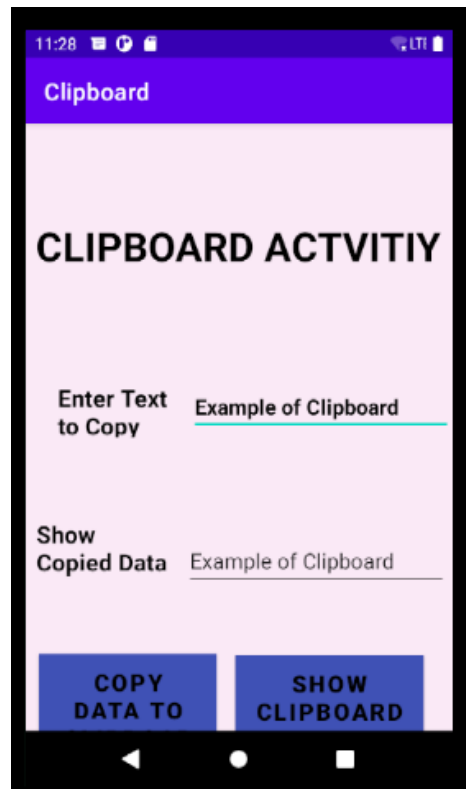 11:28 LTE
Clipboard
CLIPBOARD ACTVITIY
Enter Text
to Copy
Example of Clipboard
Show
Copied Data
Example of Clipboard
COPY
DATA TO
SHOW
CLIPBOARD